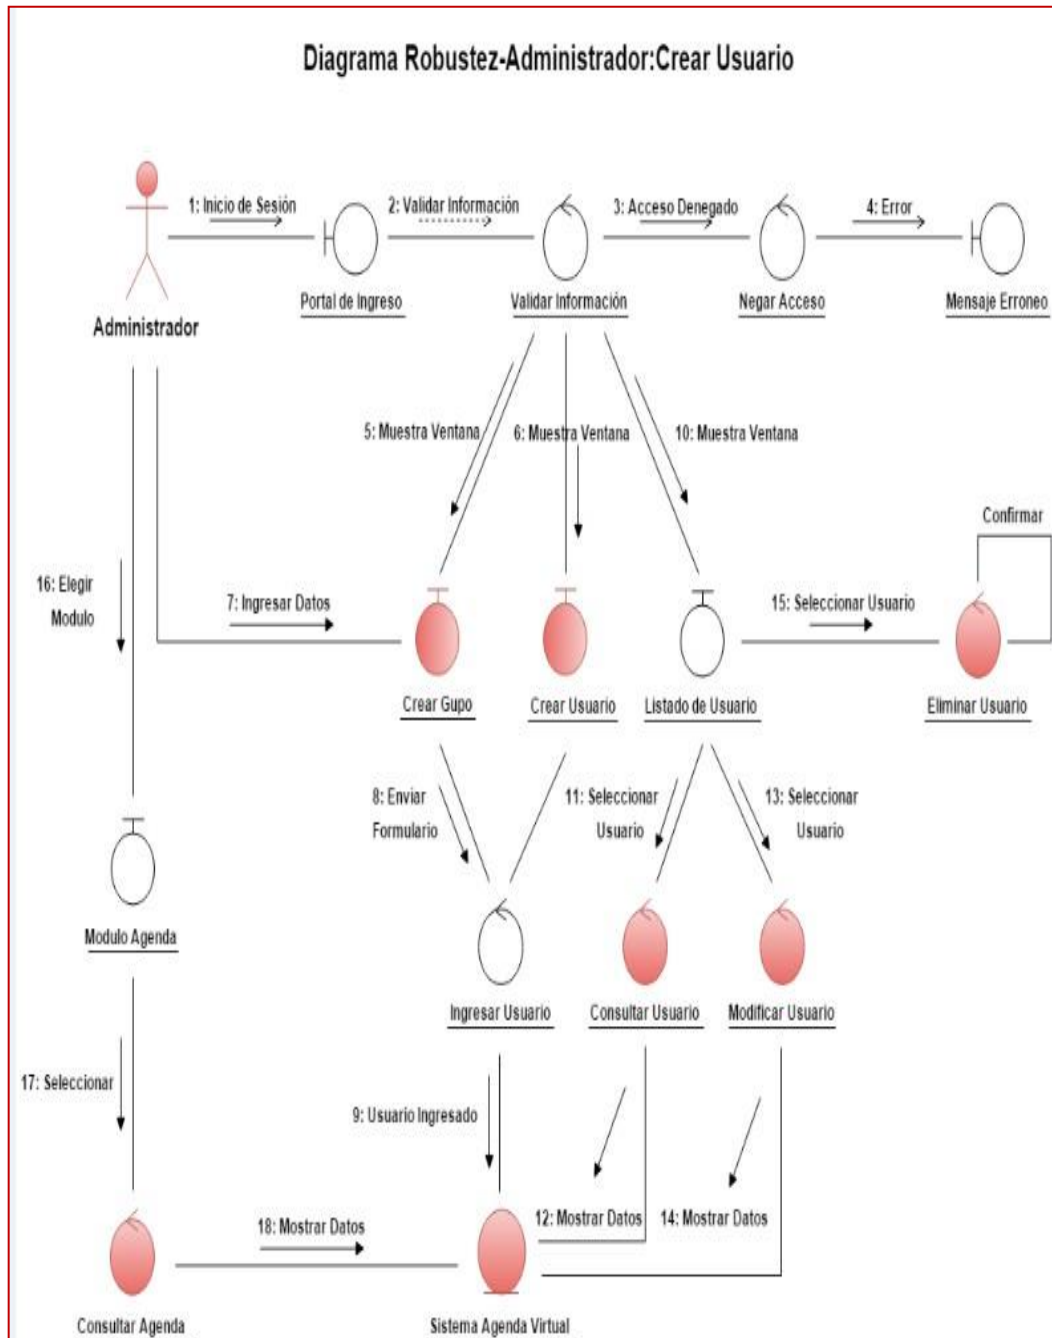 Diagrama Robustez-Administrador:Crear Usuario
1: Inicio de Sesión
2: Validar Información
3: Acceso Denegado
4: Error
Portal de Ingreso
Validar Información
Negar Acceso
Mensaje Erroneo
Administrador
5: Muestra Ventana
6: Muestra Ventana
10: Muestra Ventana
Confirmar
16: Elegir
Modulo
7: Ingresar Datos
15: Seleccionar Usuario
Crear Gupo
Crear Usuario
Listado de Usuario
Eliminar Usuario
8: Enviar
Formulario
11: Seleccionar
Usuario
13: Seleccionar
Usuario
Modulo Agenda
Ingresar Usuario
Consultar Usuario
Modificar Usuario
17: Seleccionar
9: Usuario Ingresado
18: Mostrar Datos
12: Mostrar Datos
14: Mostrar Datos
Consultar Agenda
Sistema Agenda Virtual